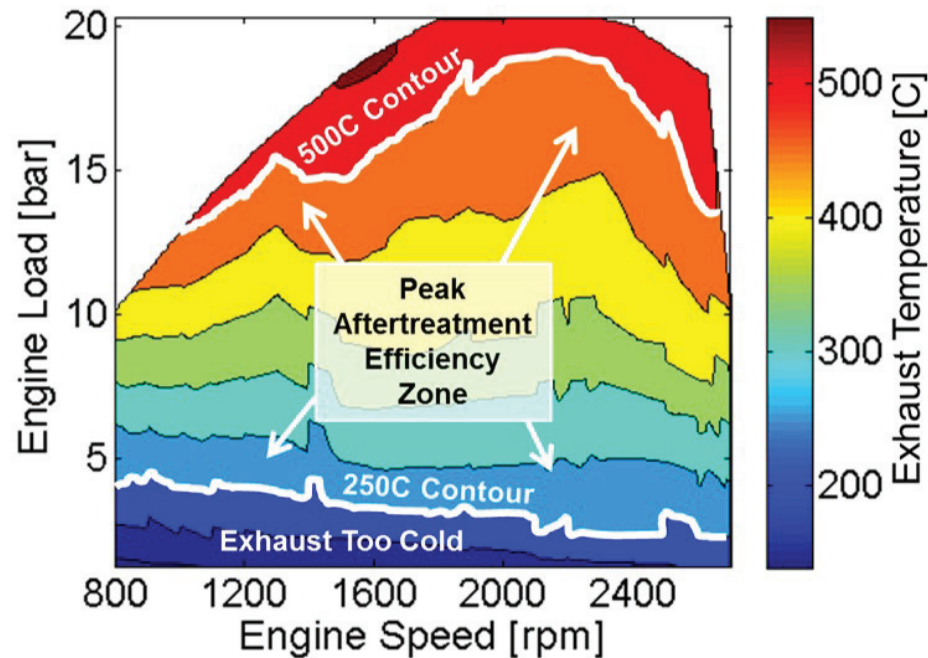 20
15
10
5
Engine Load [bar]
500C Contour
Peak
Aftertreatment
Efficiency
Zone
250C Contour
Exhaust Too Cold
800 1200 1600 2000 2400
Engine Speed [rpm]
500
400
300
200
Exhaust Temperature [C]